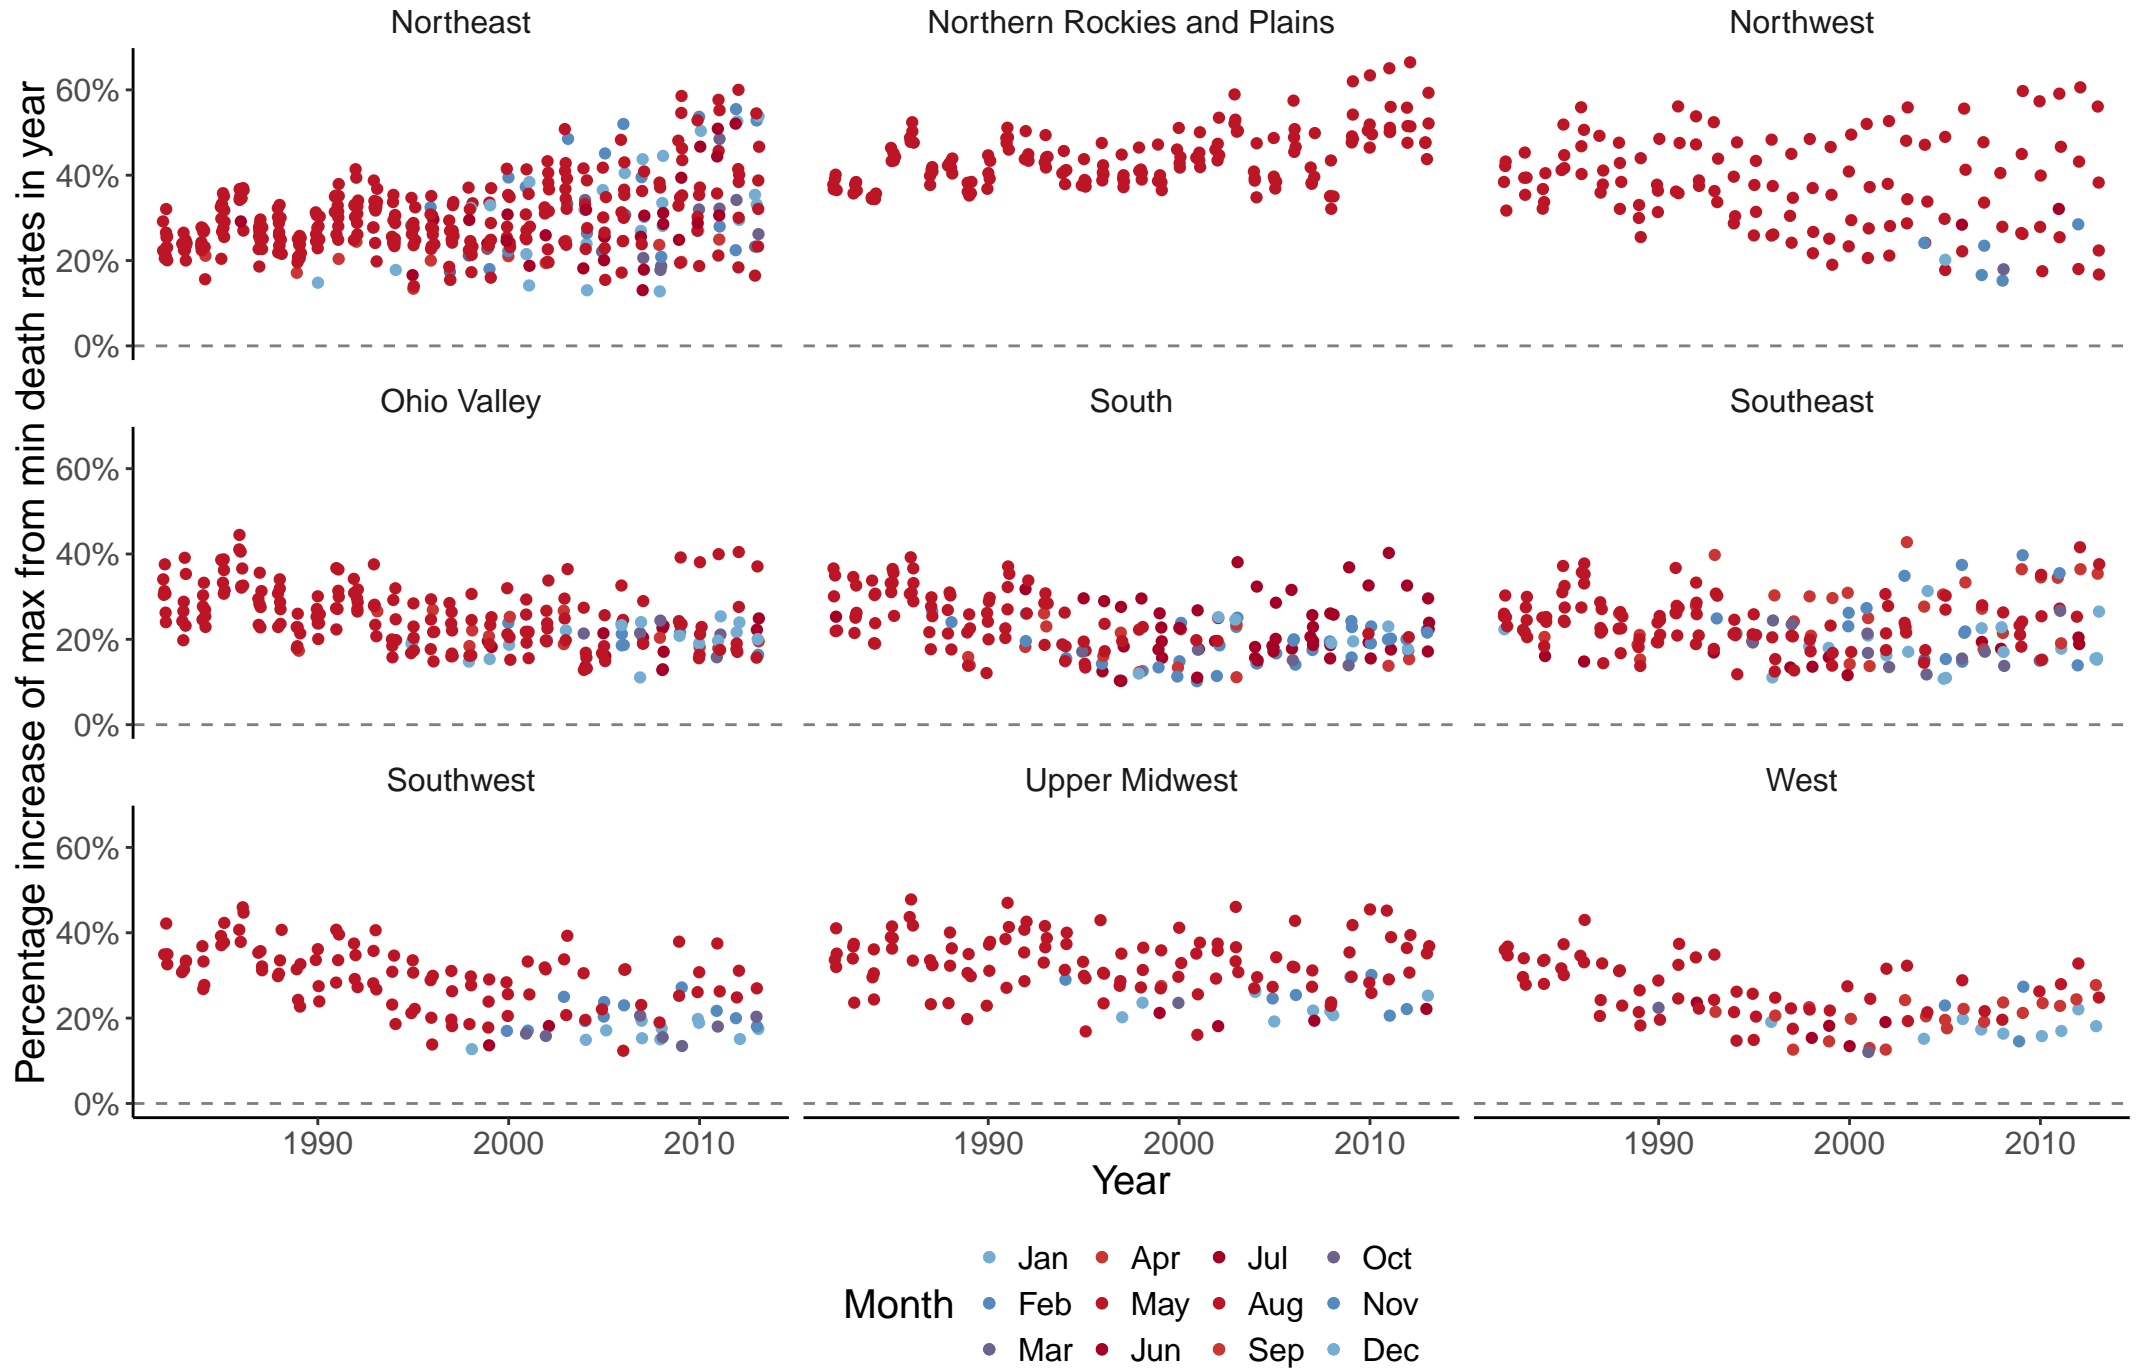 Northeast
Northern Rockies and Plains
Northwest
60%
40%
20%
0%
Ohio Valley
South
Southeast
60%
40%
20%
0%
Southwest
Upper Midwest
West
60%
40%
20%
0%
1990 2000 2010
1990 2000 2010
1990 2000 2010
Percentage increase of max from min death rates in year
Year
Month
Jan Apr Jul Oct
Feb May Aug Nov
Mar Jun Sep Dec